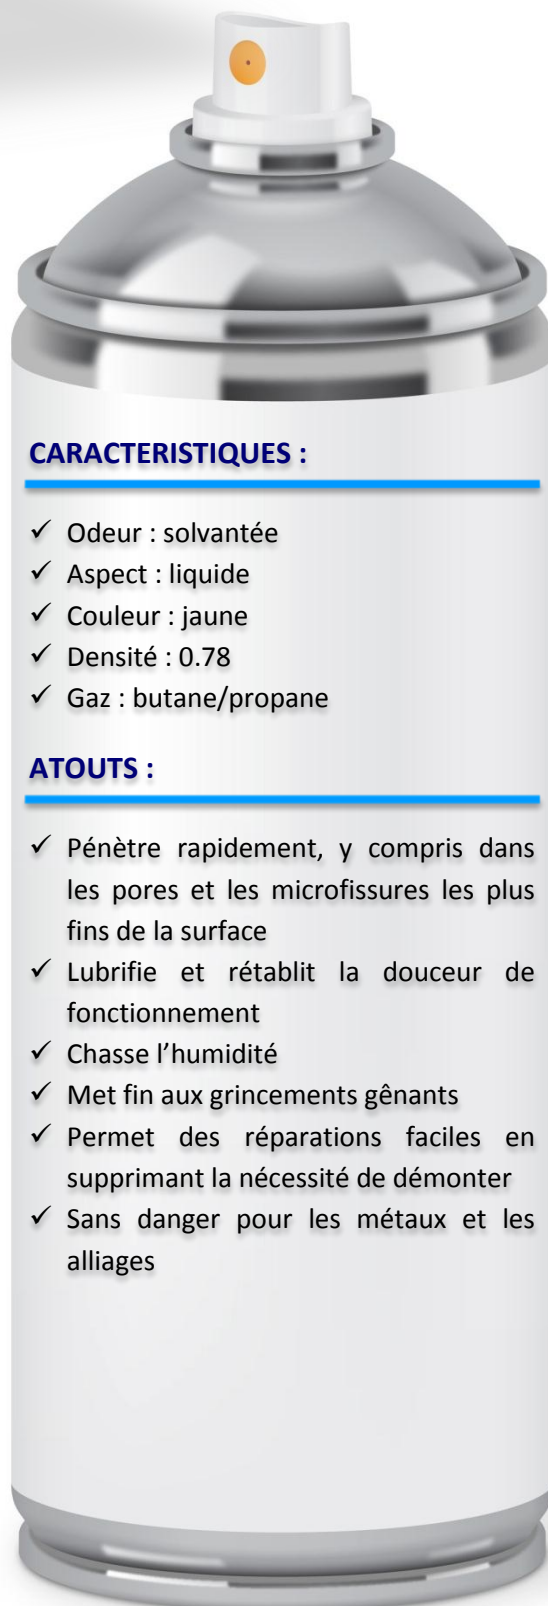 CARACTERISTIQUES :
✓ Odeur : solvantée
✓ Aspect : liquide
✓ Couleur : jaune
✓ Densité : 0.78
✓ Gaz : butane/propane
ATOUTS :
✓ Pénètre rapidement, y compris dans
les pores et les microfissures les plus
fins de la surface
✓ Lubrifie et rétablit la douceur de
fonctionnement
✓ Chasse l’humidité
✓ Met fin aux grincements gênants
✓ Permet des réparations faciles en
supprimant la nécessité de démonter
✓ Sans danger pour les métaux et les
alliages